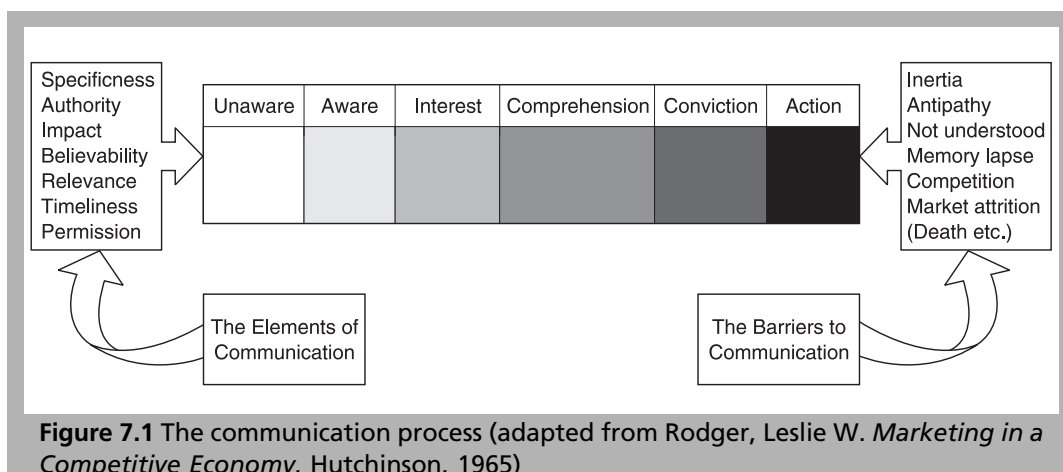 Specificness
Authority
Impact
Believability
Relevance
Timeliness
Permission
Unaware Aware Interest Comprehension Conviction Action
Inertia
Antipathy
Not understood
Memory lapse
Competition
Market attrition
(Death etc.)
The Elements of
Communication
The Barriers to
Communication
Figure 7.1 The communication process (adapted from Rodger, Leslie W. Marketing in a
Competitive Economy, Hutchinson, 1965)